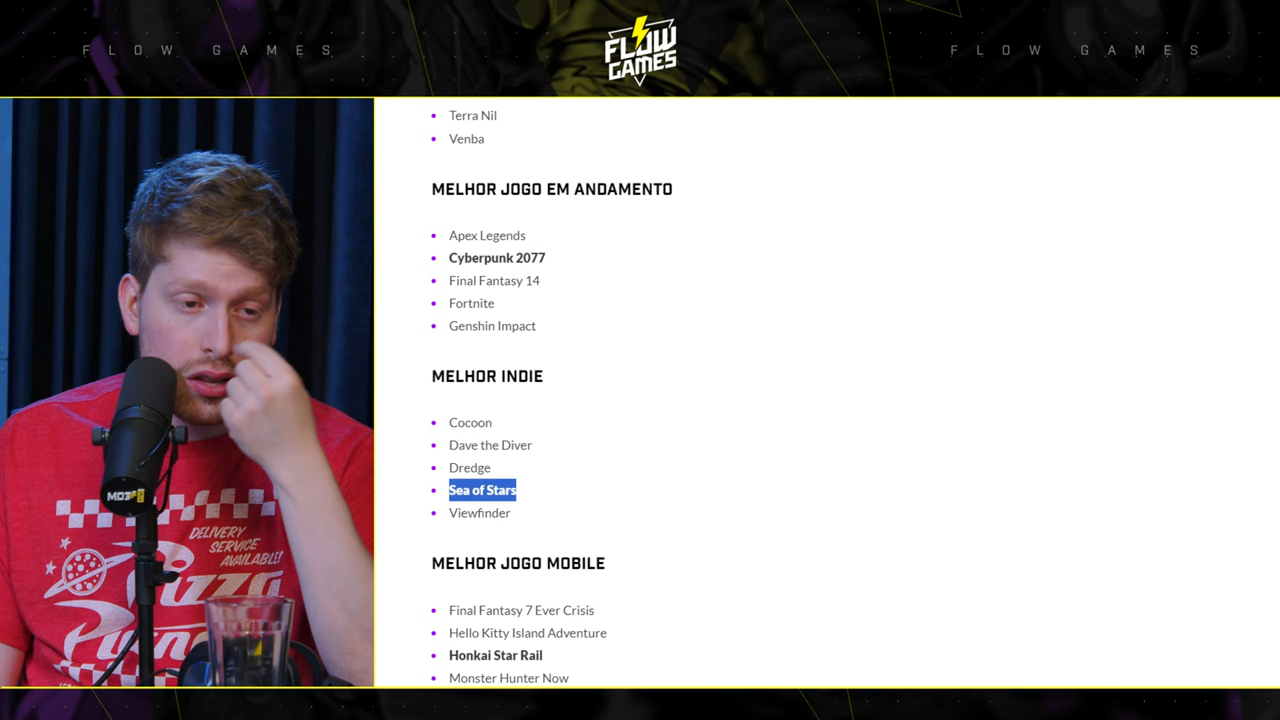 FLOW GAMES
FLOW
GAMES
FLOW GAMES
Terra Nil
Venba
MELHOR JOGO EM ANDAMENTO
Apex Legends
Cyberpunk 2077
Final Fantasy 14
Fortnite
Genshin Impact
MELHOR INDIE
Cocoon
Dave the Diver
Dredge
Sea of Stars
Viewfinder
MELHOR JOGO MOBILE
Final Fantasy 7 Ever Crisis
Hello Kitty Island Adventure
Honkai Star Rail
Monster Hunter Now
DELIVERY
SERVICE
AVAILABLE!
Pizza